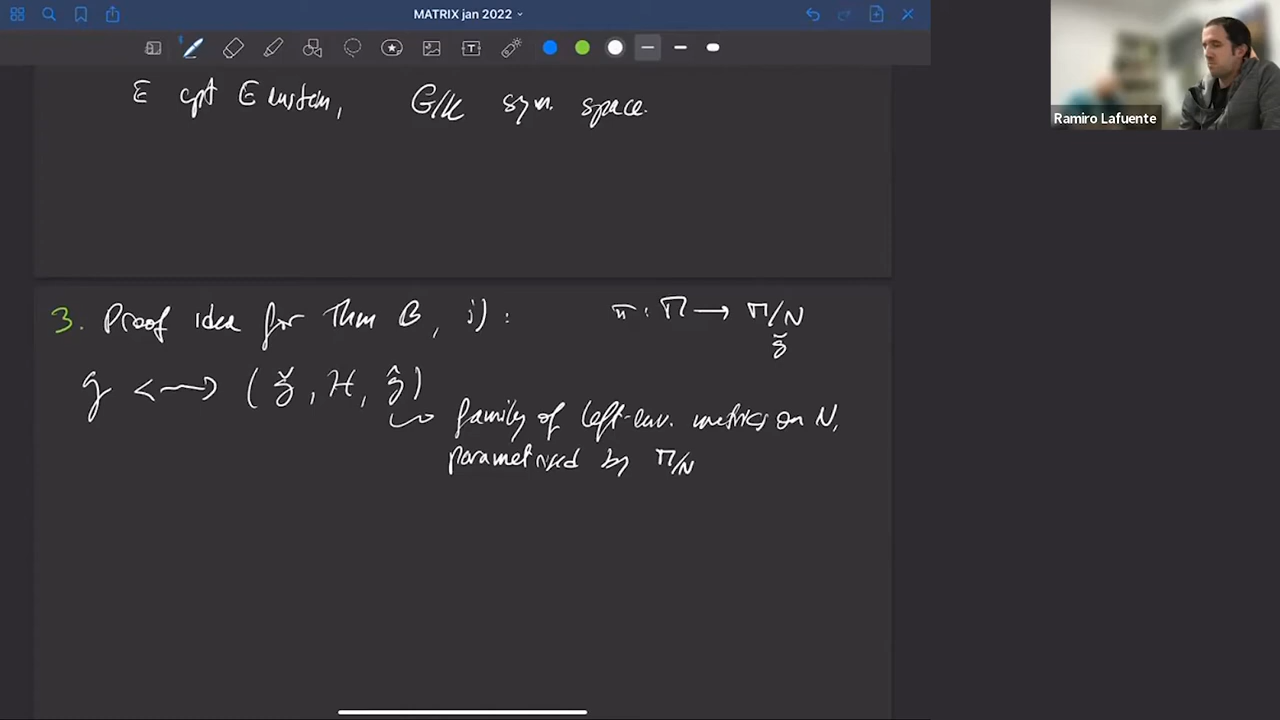 MATRIX jan 2022
Ramiro Lafuente
E cpt Einstein, G/K sym. space.
3. Proof idea for Thm B, i) : π : M → M/N
ǧ
g <~~> ( ǧ , H , ĝ )
family of left-inv. metrics on N,
parametrised by M/N